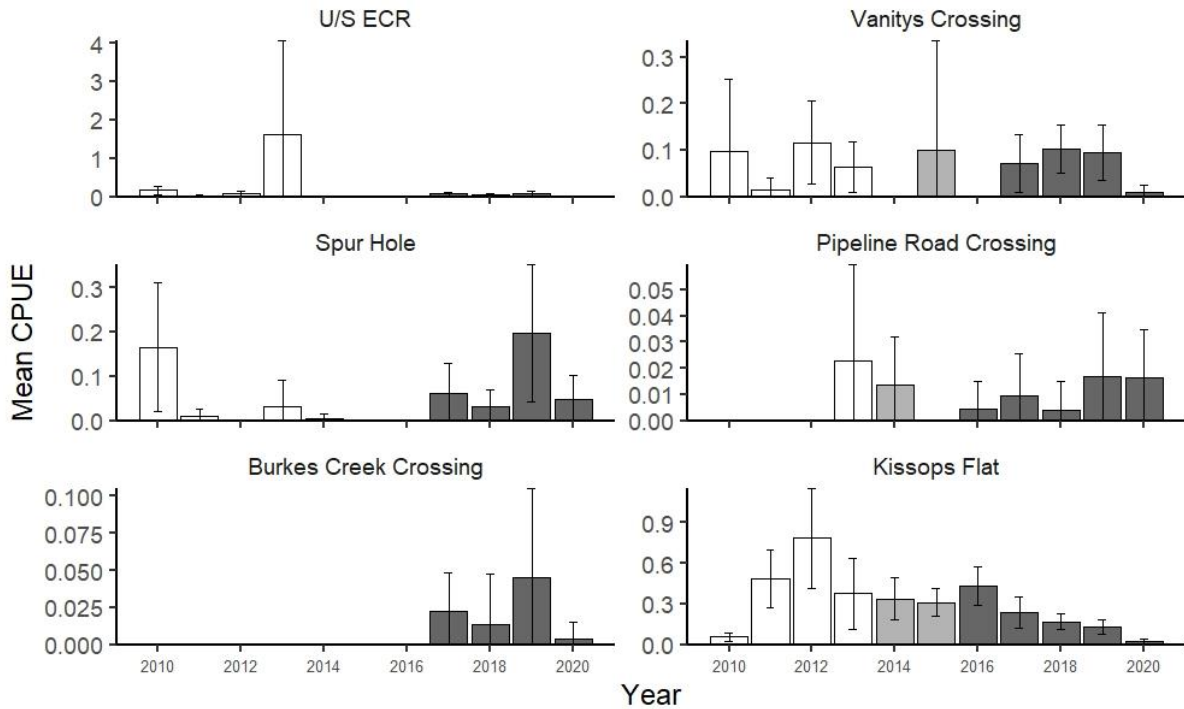 U/S ECR
Vanitys Crossing
4
3
2
1
0
0.3
0.2
0.1
0.0
Spur Hole
Pipeline Road Crossing
0.3
0.2
0.1
0.0
0.05
0.04
0.03
0.02
0.01
0.00
Mean CPUE
Burkes Creek Crossing
Kissops Flat
0.100
0.075
0.050
0.025
0.000
0.9
0.6
0.3
0.0
2010 2012 2014 2016 2018 2020
2010 2012 2014 2016 2018 2020
Year